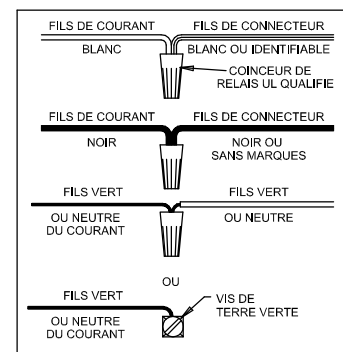 FILS DE COURANT FILS DE CONNECTEUR
BLANC BLANC OU IDENTIFIABLE
COINCEUR DE
RELAIS UL QUALIFIE
FILS DE COURANT FILS DE CONNECTEUR
NOIR NOIR OU
SANS MARQUES
FILS VERT FILS VERT
OU NEUTRE OU NEUTRE
DU COURANT
OU
FILS VERT VIS DE
TERRE VERTE
OU NEUTRE
DU COURANT